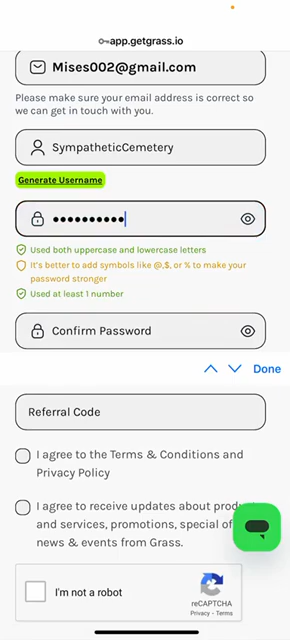 app.getgrass.io
Mises002@gmail.com
Please make sure your email address is correct so
we can get in touch with you.
SympatheticCemetery
Generate Username
Used both uppercase and lowercase letters
It's better to add symbols like @,$, or % to make your
password stronger
Used at least 1 number
Confirm Password
Done
Referral Code
I agree to the Terms & Conditions and
Privacy Policy
I agree to receive updates about
and services, promotions, special
news & events from Grass.
I'm not a robot
reCAPTCHA
Privacy - Terms